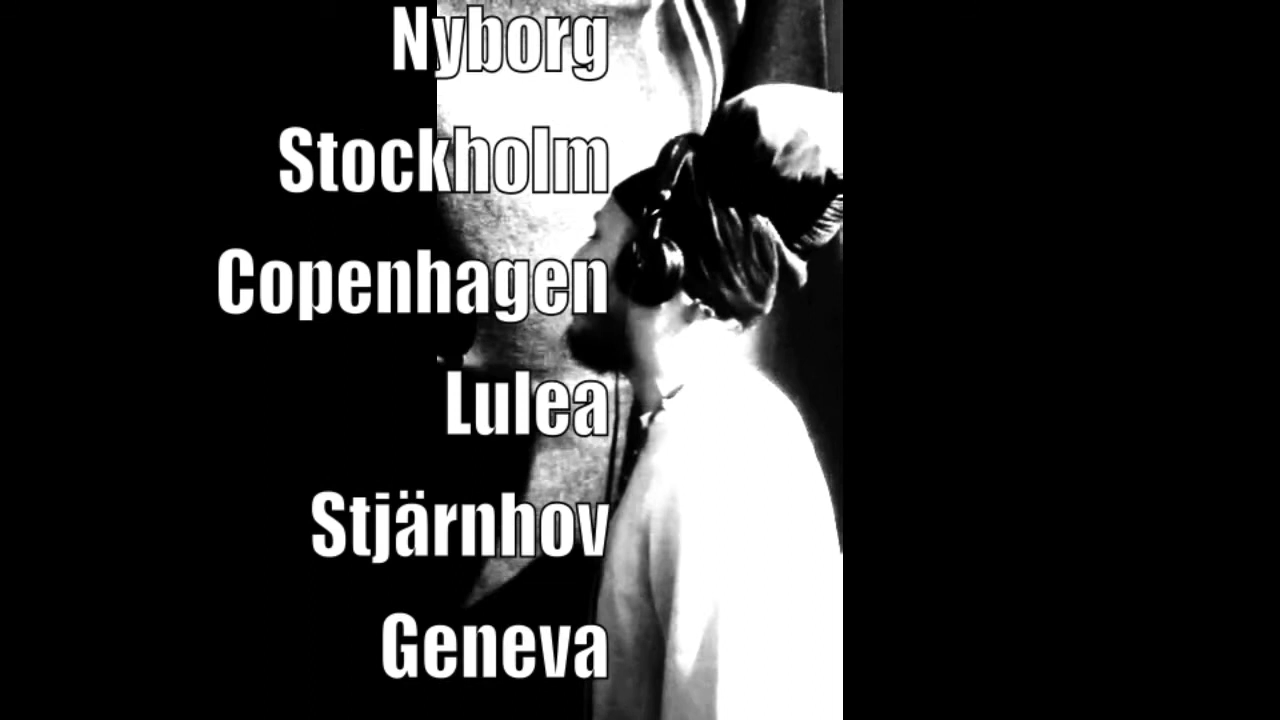 Nyborg
Stockholm
Copenhagen
Lulea
Stjärnhov
Geneva